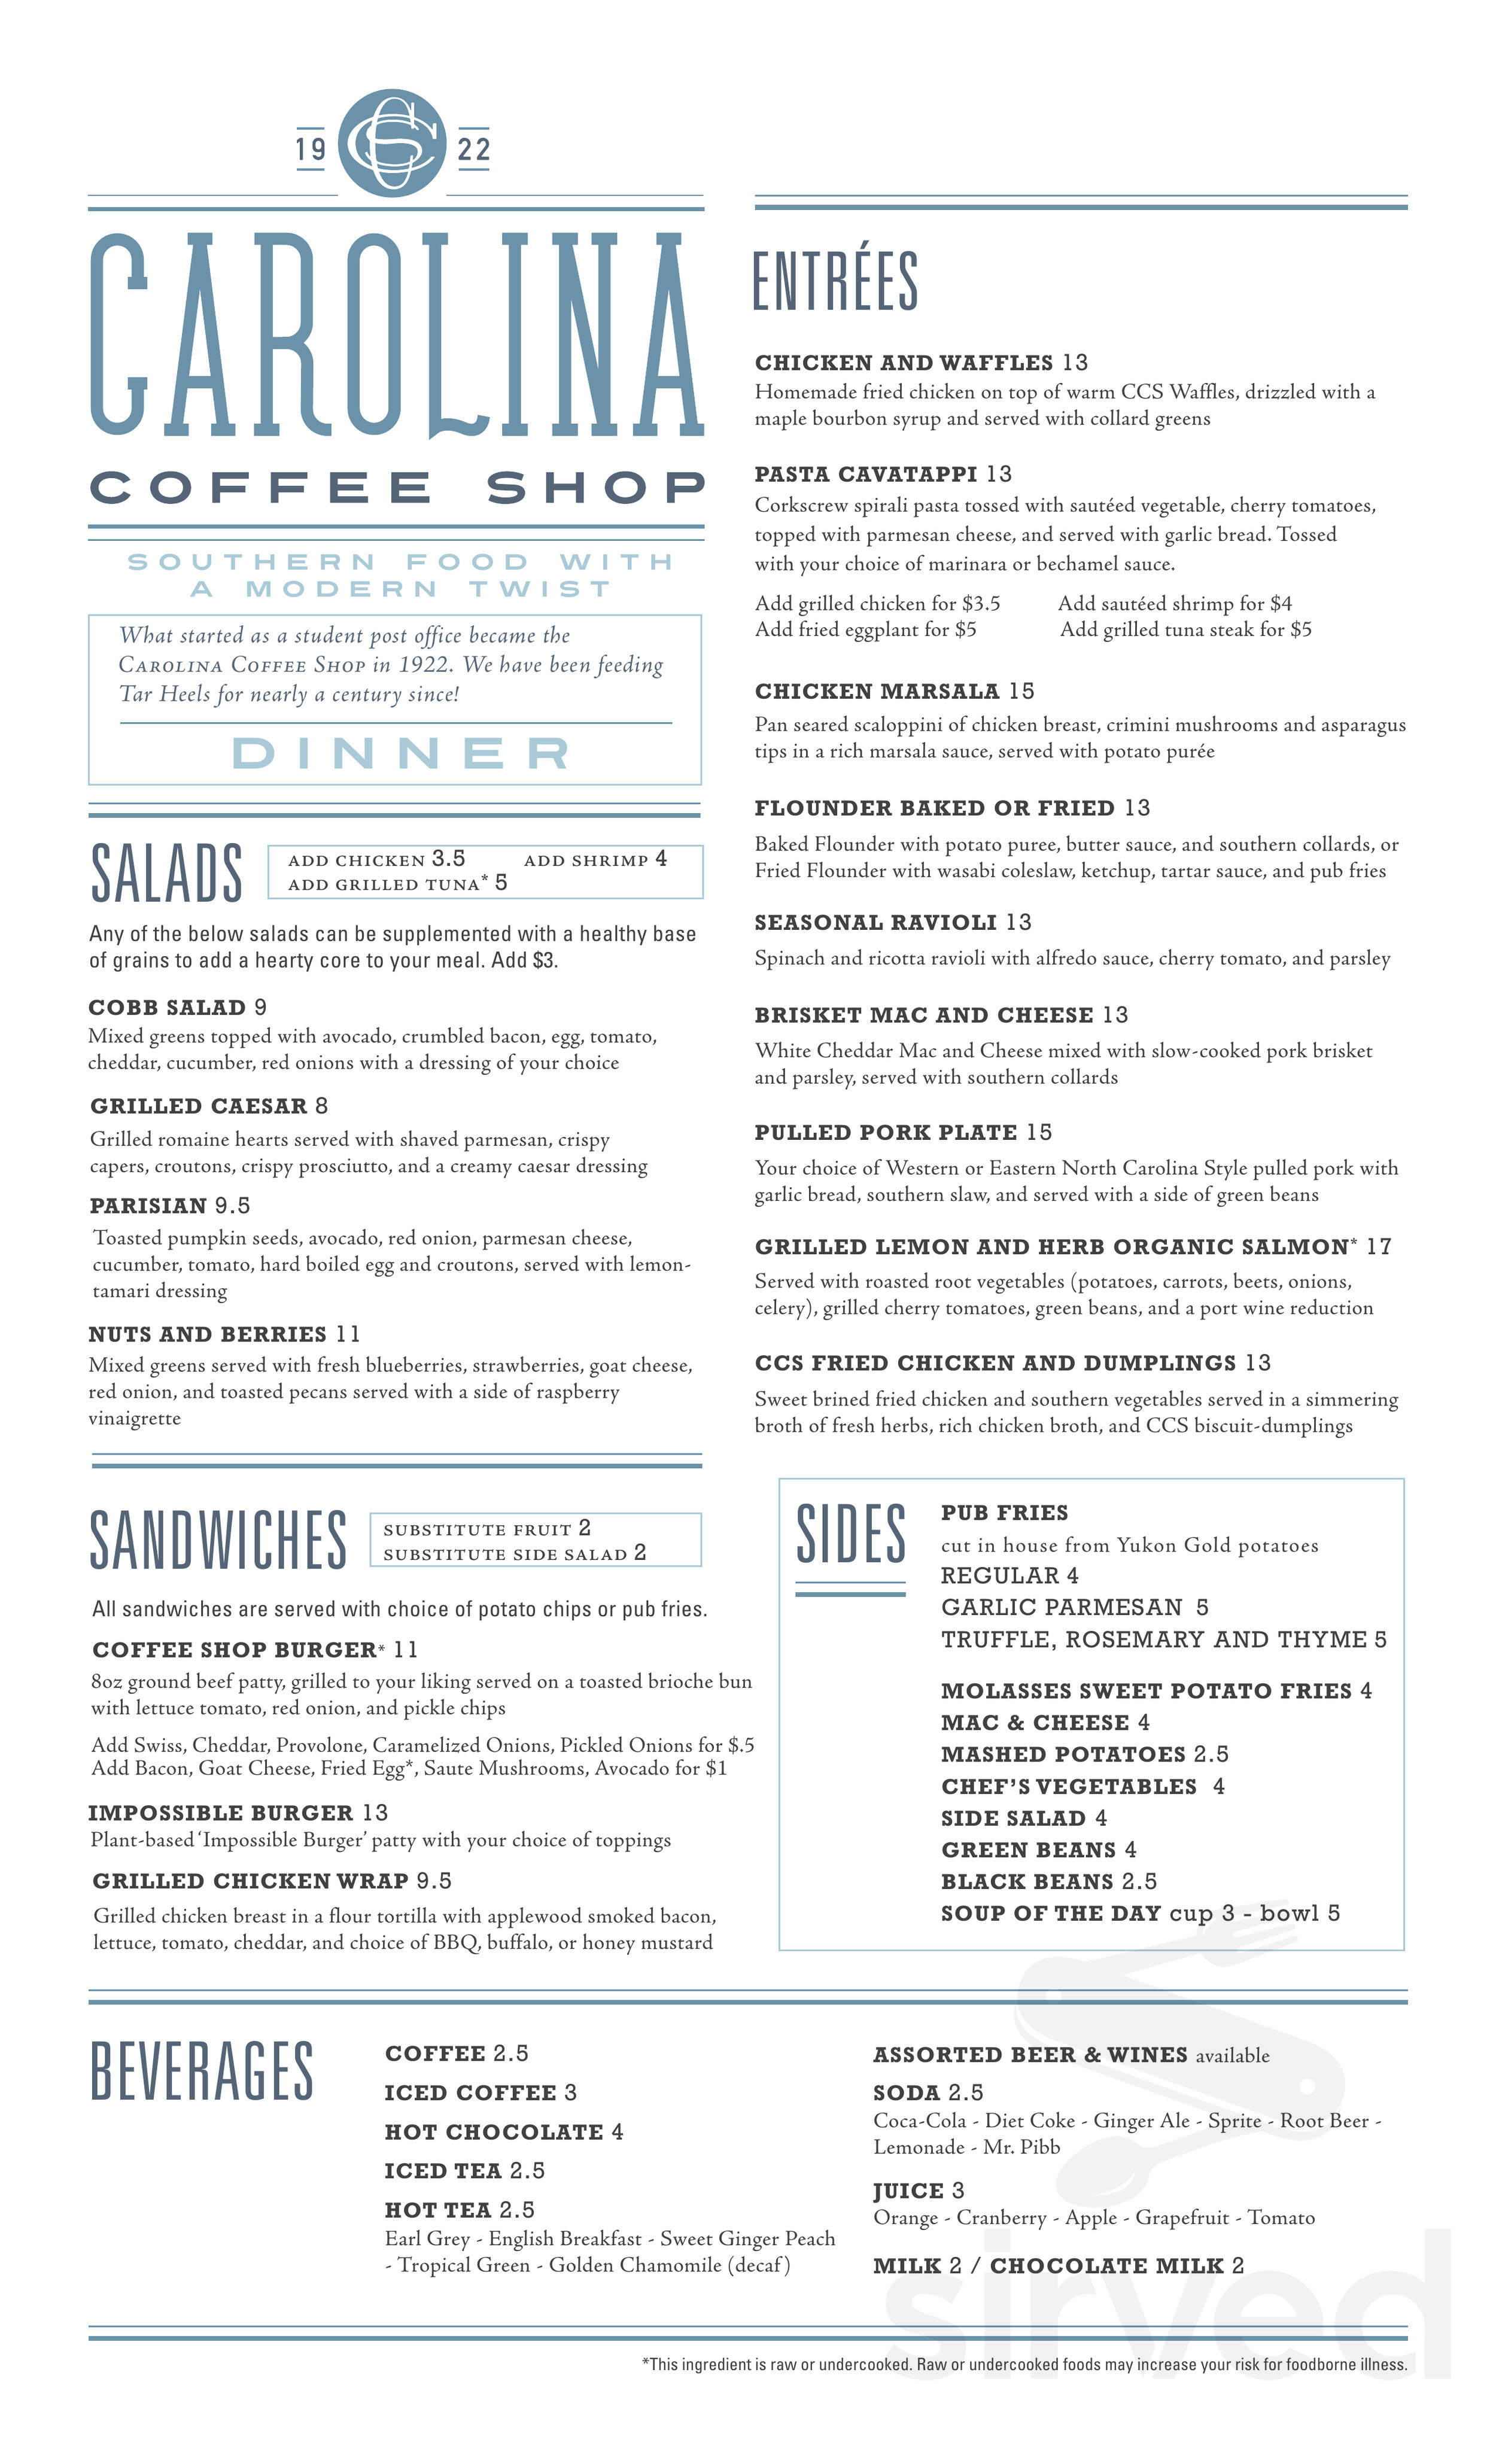 19 CCS 22
CAROLINA
COFFEE SHOP
SOUTHERN FOOD WITH
A MODERN TWIST
What started as a student post office became the
CAROLINA COFFEE SHOP in 1922. We have been feeding
Tar Heels for nearly a century since!
DINNER
SALADS
ADD CHICKEN 3.5 ADD SHRIMP 4
ADD GRILLED TUNA* 5
Any of the below salads can be supplemented with a healthy base
of grains to add a hearty core to your meal. Add $3.
COBB SALAD 9
Mixed greens topped with avocado, crumbled bacon, egg, tomato,
cheddar, cucumber, red onions with a dressing of your choice
GRILLED CAESAR 8
Grilled romaine hearts served with shaved parmesan, crispy
capers, croutons, crispy prosciutto, and a creamy caesar dressing
PARISIAN 9.5
Toasted pumpkin seeds, avocado, red onion, parmesan cheese,
cucumber, tomato, hard boiled egg and croutons, served with lemon-
tamari dressing
NUTS AND BERRIES 11
Mixed greens served with fresh blueberries, strawberries, goat cheese,
red onion, and toasted pecans served with a side of raspberry
vinaigrette
SANDWICHES
SUBSTITUTE FRUIT 2
SUBSTITUTE SIDE SALAD 2
All sandwiches are served with choice of potato chips or pub fries.
COFFEE SHOP BURGER* 11
8oz ground beef patty, grilled to your liking served on a toasted brioche bun
with lettuce tomato, red onion, and pickle chips
Add Swiss, Cheddar, Provolone, Caramelized Onions, Pickled Onions for $.5
Add Bacon, Goat Cheese, Fried Egg*, Saute Mushrooms, Avocado for $1
IMPOSSIBLE BURGER 13
Plant-based 'Impossible Burger' patty with your choice of toppings
GRILLED CHICKEN WRAP 9.5
Grilled chicken breast in a flour tortilla with applewood smoked bacon,
lettuce, tomato, cheddar, and choice of BBQ, buffalo, or honey mustard
ENTRÉES
CHICKEN AND WAFFLES 13
Homemade fried chicken on top of warm CCS Waffles, drizzled with a
maple bourbon syrup and served with collard greens
PASTA CAVATAPPI 13
Corkscrew spirali pasta tossed with sautéed vegetable, cherry tomatoes,
topped with parmesan cheese, and served with garlic bread. Tossed
with your choice of marinara or bechamel sauce.
Add grilled chicken for $3.5 Add sautéed shrimp for $4
Add fried eggplant for $5 Add grilled tuna steak for $5
CHICKEN MARSALA 15
Pan seared scaloppini of chicken breast, crimini mushrooms and asparagus
tips in a rich marsala sauce, served with potato purée
FLOUNDER BAKED OR FRIED 13
Baked Flounder with potato puree, butter sauce, and southern collards, or
Fried Flounder with wasabi coleslaw, ketchup, tartar sauce, and pub fries
SEASONAL RAVIOLI 13
Spinach and ricotta ravioli with alfredo sauce, cherry tomato, and parsley
BRISKET MAC AND CHEESE 13
White Cheddar Mac and Cheese mixed with slow-cooked pork brisket
and parsley, served with southern collards
PULLED PORK PLATE 15
Your choice of Western or Eastern North Carolina Style pulled pork with
garlic bread, southern slaw, and served with a side of green beans
GRILLED LEMON AND HERB ORGANIC SALMON* 17
Served with roasted root vegetables (potatoes, carrots, beets, onions,
celery), grilled cherry tomatoes, green beans, and a port wine reduction
CCS FRIED CHICKEN AND DUMPLINGS 13
Sweet brined fried chicken and southern vegetables served in a simmering
broth of fresh herbs, rich chicken broth, and CCS biscuit-dumplings
SIDES
PUB FRIES
cut in house from Yukon Gold potatoes
REGULAR 4
GARLIC PARMESAN 5
TRUFFLE, ROSEMARY AND THYME 5
MOLASSES SWEET POTATO FRIES 4
MAC & CHEESE 4
MASHED POTATOES 2.5
CHEF'S VEGETABLES 4
SIDE SALAD 4
GREEN BEANS 4
BLACK BEANS 2.5
SOUP OF THE DAY cup 3 - bowl 5
BEVERAGES
COFFEE 2.5
ICED COFFEE 3
HOT CHOCOLATE 4
ICED TEA 2.5
HOT TEA 2.5
Earl Grey - English Breakfast - Sweet Ginger Peach
- Tropical Green - Golden Chamomile (decaf)
ASSORTED BEER & WINES available
SODA 2.5
Coca-Cola - Diet Coke - Ginger Ale - Sprite - Root Beer -
Lemonade - Mr. Pibb
JUICE 3
Orange - Cranberry - Apple - Grapefruit - Tomato
MILK 2 / CHOCOLATE MILK 2
sirved
*This ingredient is raw or undercooked. Raw or undercooked foods may increase your risk for foodborne illness.